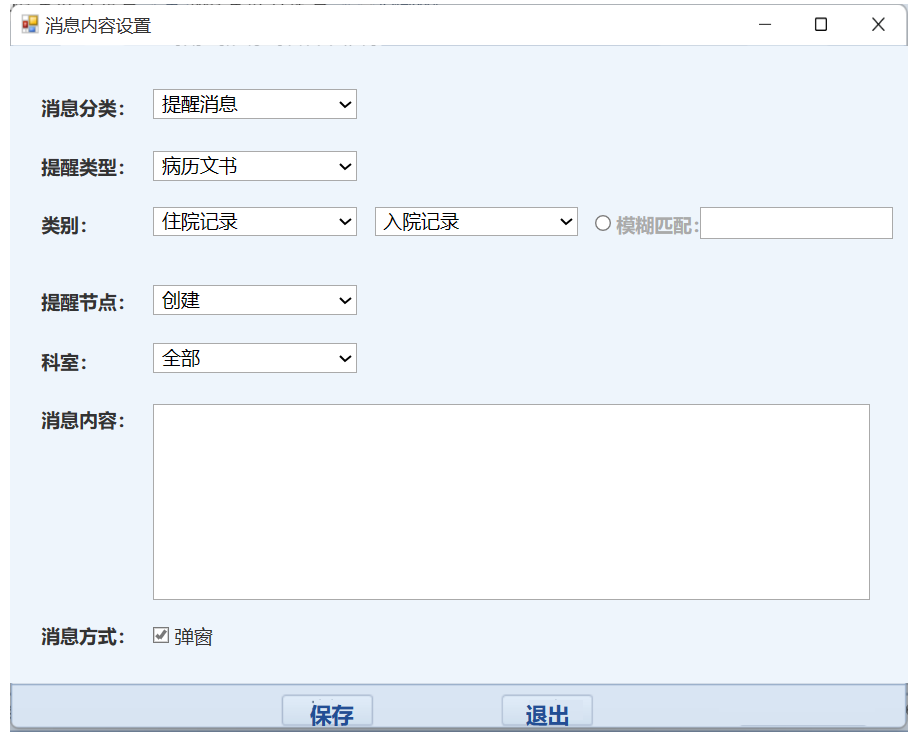 消息内容设置
消息分类： 提醒消息
提醒类型： 病历文书
类别： 住院记录 入院记录 模糊匹配:
提醒节点： 创建
科室： 全部
消息内容：
消息方式： 弹窗
保存 退出